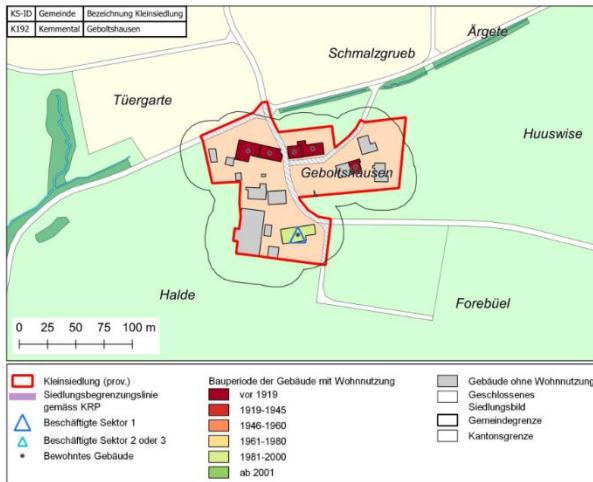 KS-ID Gemeinde Bezeichnung Kleinsiedlung
K192 Kemmental Geboltshausen
Ärgete
Schmalzgrueb
Tüergarte
Huuswise
Geboltshausen
Halde
Forebüel
0 25 50 75 100 m
Kleinsiedlung (prov.)
Siedlungsbegrenzungslinie
gemäss KRP
Beschäftigte Sektor 1
Beschäftigte Sektor 2 oder 3
Bewohntes Gebäude
Bauperiode der Gebäude mit Wohnnutzung
vor 1919
1919-1945
1946-1960
1961-1980
1981-2000
ab 2001
Gebäude ohne Wohnnutzung
Geschlossenes
Siedlungsbild
Gemeindegrenze
Kantonsgrenze